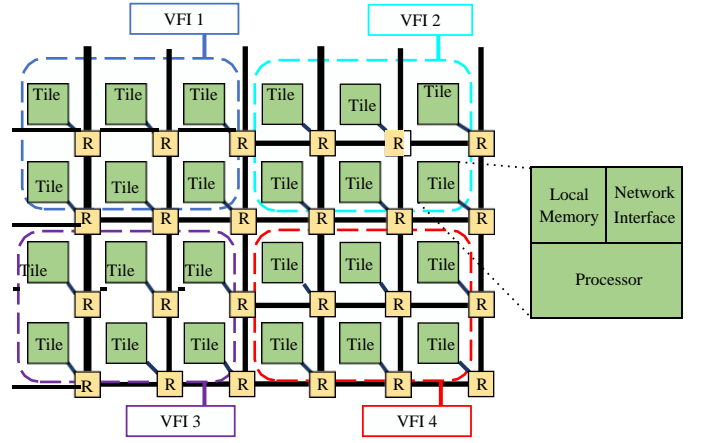 VFI 1
VFI 2
Tile Tile Tile Tile Tile Tile
R R R R R R
Tile Tile Tile Tile Tile Tile
R R R R R R
Local Memory
Network Interface
Processor
Tile Tile Tile Tile Tile Tile
R R R R R R
Tile Tile Tile Tile Tile Tile
R R R R R R
VFI 3
VFI 4